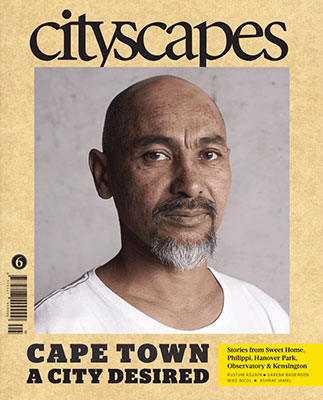 cityscapes
6
CAPE TOWN
A CITY DESIRED
Stories from Sweet Home,
Philippi, Hanover Park,
Observatory & Kensington
RUSTUM KOZAIN ● GABEBA BADEROON
MIKE NICOL ● ASHRAF JAMAL